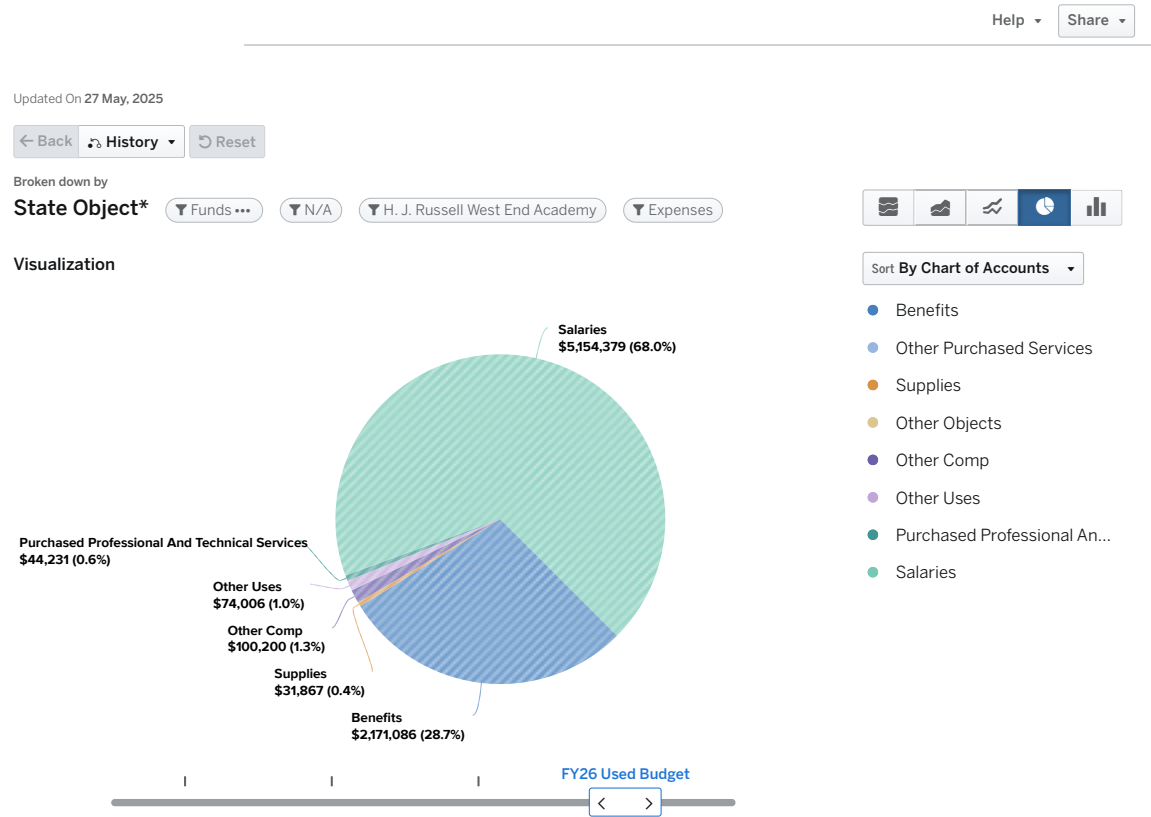 Help
Share
Updated On 27 May, 2025
Back
History
Reset
Broken down by
State Object*
Funds •••
N/A
H. J. Russell West End Academy
Expenses
Visualization
Sort By Chart of Accounts
Benefits
Other Purchased Services
Supplies
Other Objects
Other Comp
Other Uses
Purchased Professional An...
Salaries
Salaries
$5,154,379 (68.0%)
Purchased Professional And Technical Services
$44,231 (0.6%)
Other Uses
$74,006 (1.0%)
Other Comp
$100,200 (1.3%)
Supplies
$31,867 (0.4%)
Benefits
$2,171,086 (28.7%)
FY26 Used Budget